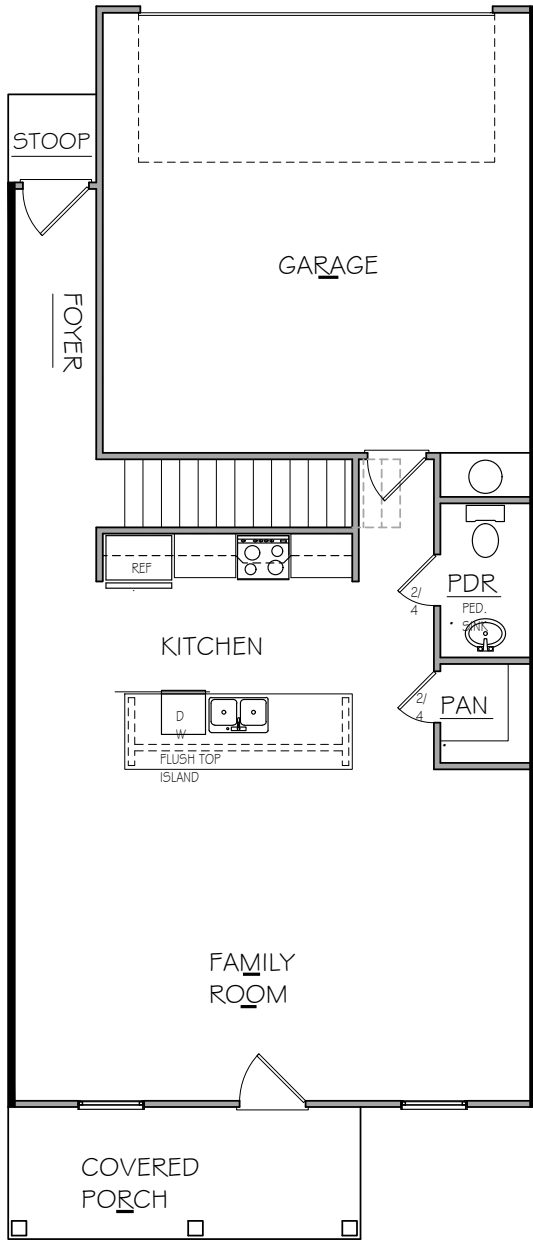 STOOP
GARAGE
FOYER
REF
2/
4
PDR
PED.
SINK
KITCHEN
2/
4
PAN
D
W
FLUSH TOP
ISLAND
FAMILY
ROOM
COVERED
PORCH